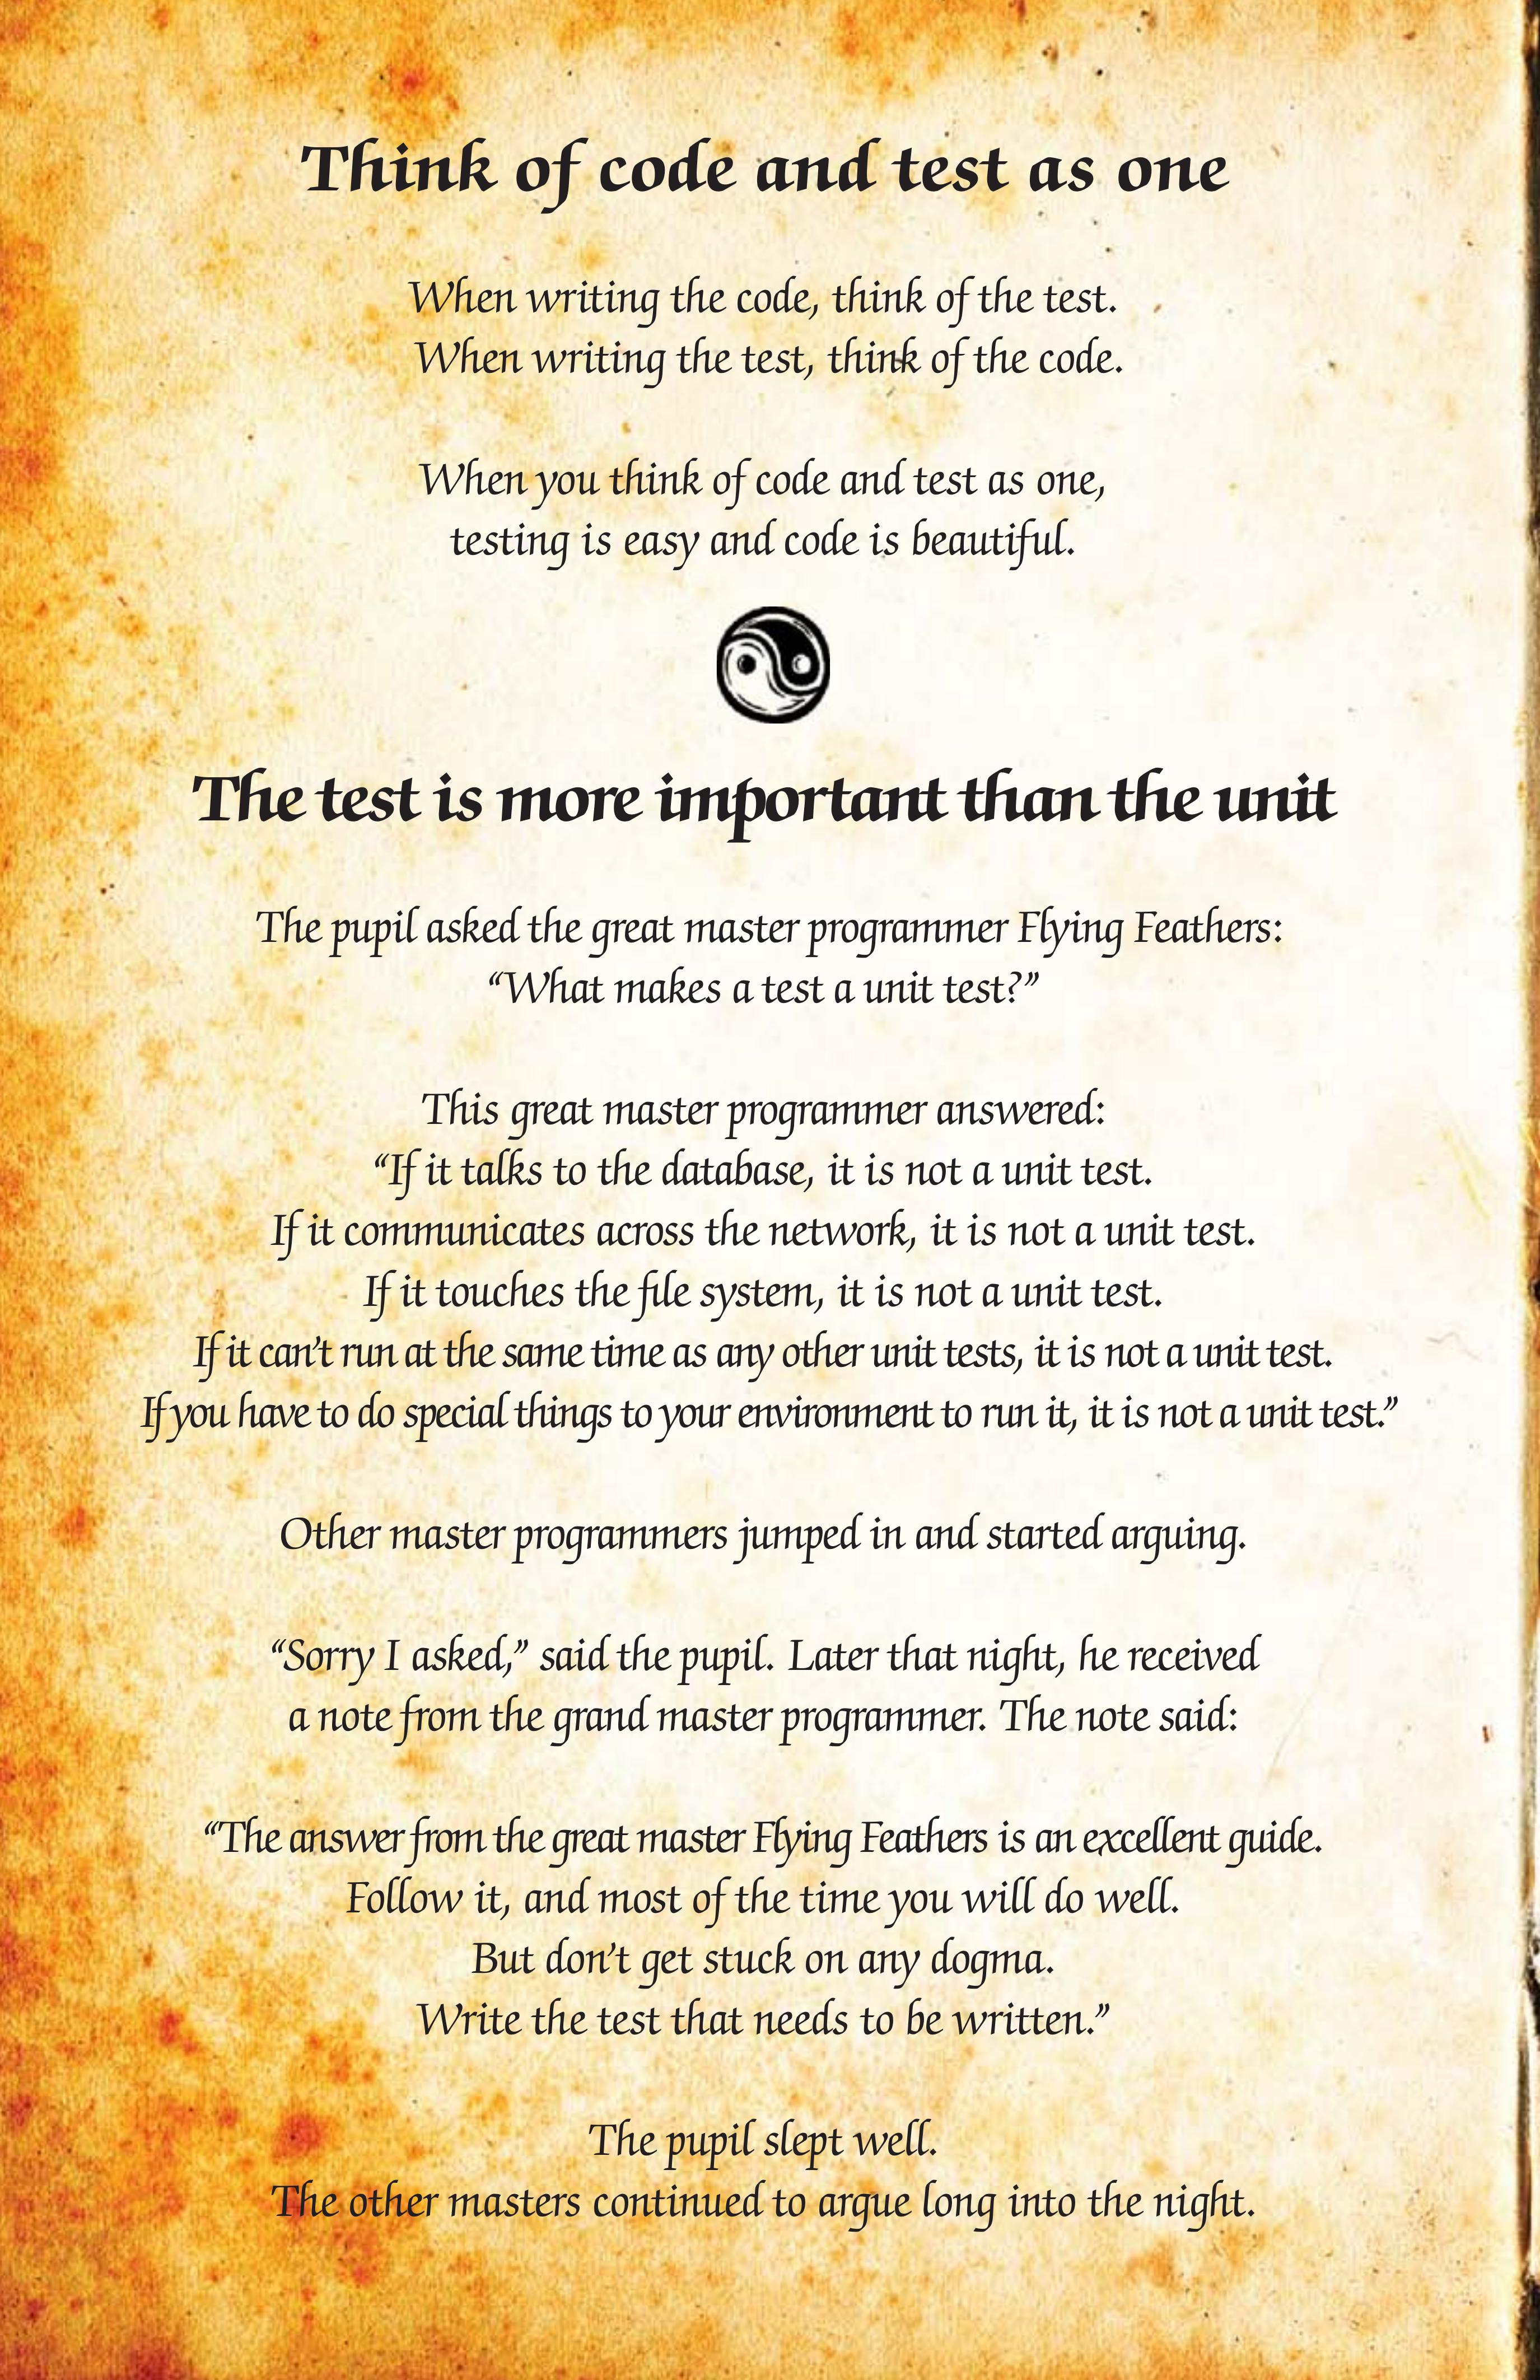 Think of code and test as one
When writing the code, think of the test.
When writing the test, think of the code.
When you think of code and test as one,
testing is easy and code is beautiful.
The test is more important than the unit
The pupil asked the great master programmer Flying Feathers:
“What makes a test a unit test?”
This great master programmer answered:
“If it talks to the database, it is not a unit test.
If it communicates across the network, it is not a unit test.
If it touches the file system, it is not a unit test.
If it can’t run at the same time as any other unit tests, it is not a unit test.
If you have to do special things to your environment to run it, it is not a unit test.”
Other master programmers jumped in and started arguing.
“Sorry I asked,” said the pupil. Later that night, he received
a note from the grand master programmer. The note said:
“The answer from the great master Flying Feathers is an excellent guide.
Follow it, and most of the time you will do well.
But don’t get stuck on any dogma.
Write the test that needs to be written.”
The pupil slept well.
The other masters continued to argue long into the night.